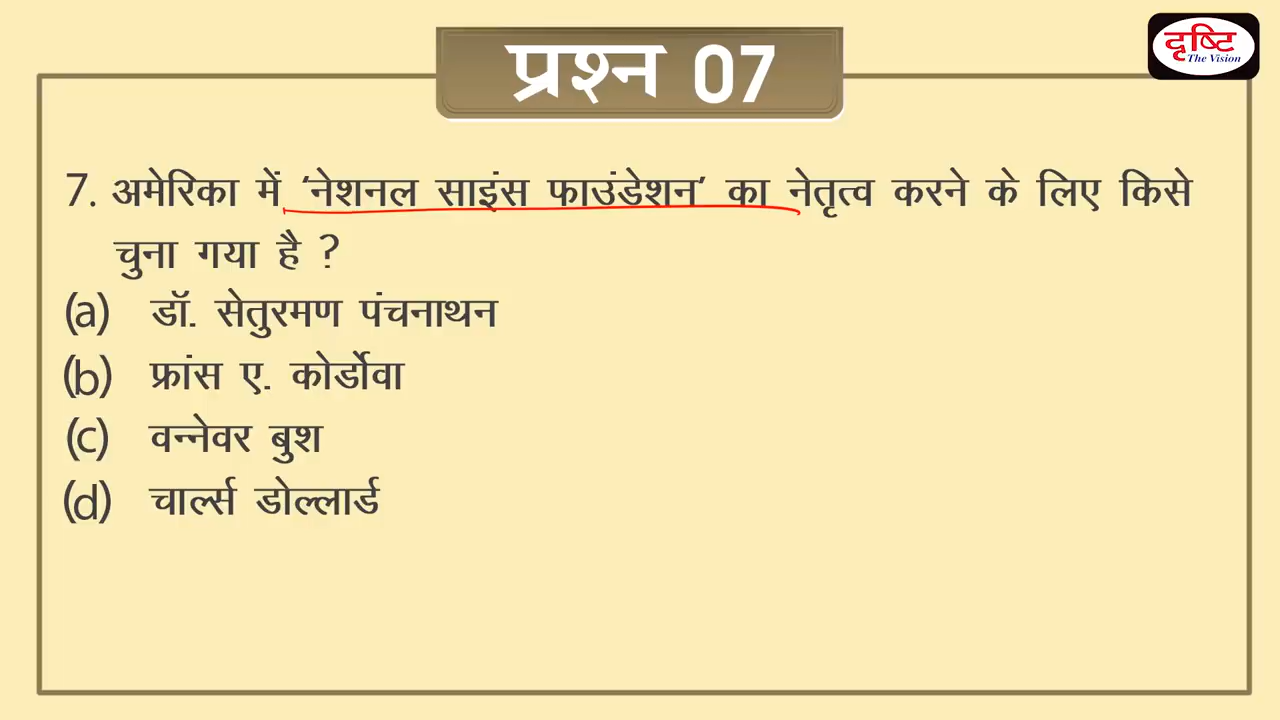 दृष्टि
The Vision
प्रश्न 07
7. अमेरिका में ‘नेशनल साइंस फाउंडेशन’ का नेतृत्व करने के लिए किसे
चुना गया है ?
(a) डॉ. सेतुरमण पंचनाथन
(b) फ्रांस ए. कोर्डोवा
(c) वन्नेवर बुश
(d) चार्ल्स डोल्लार्ड